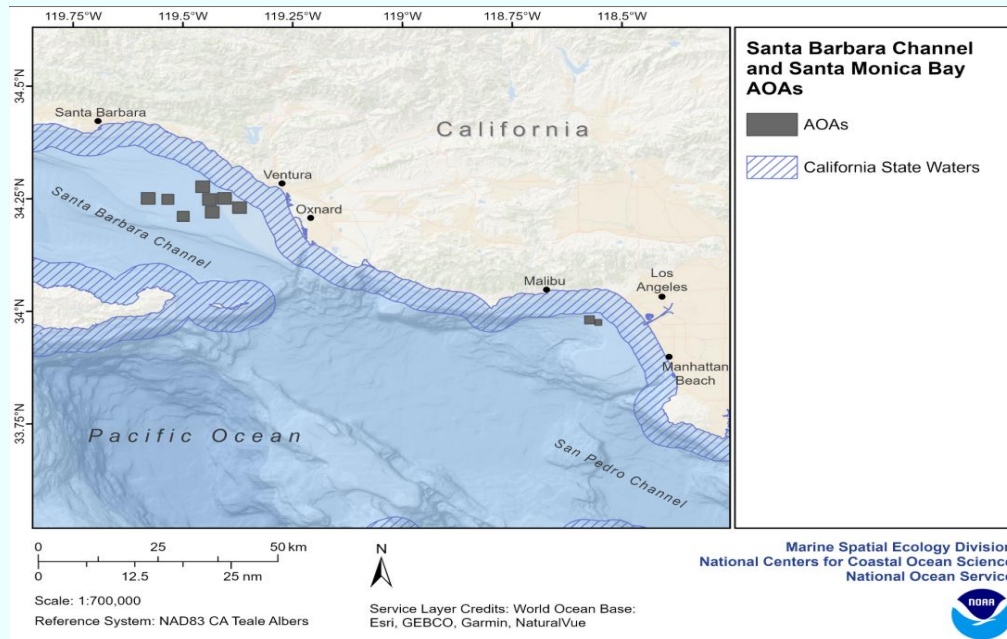 119.75°W
119.5°W
119.25°W
119°W
118.75°W
118.5°W
34.5°N
34.25°N
34°N
33.75°N
Santa Barbara
California
Ventura
Oxnard
Santa Barbara Channel
Malibu
Los
Angeles
Manhattan
Beach
Pacific Ocean
San Pedro Channel
Santa Barbara Channel
and Santa Monica Bay
AOAs
AOAs
California State Waters
0 25 50 km
0 12.5 25 nm
Scale: 1:700,000
Reference System: NAD83 CA Teale Albers
N
Service Layer Credits: World Ocean Base:
Esri, GEBCO, Garmin, NaturalVue
Marine Spatial Ecology Division
National Centers for Coastal Ocean Science
National Ocean Service
NOAA